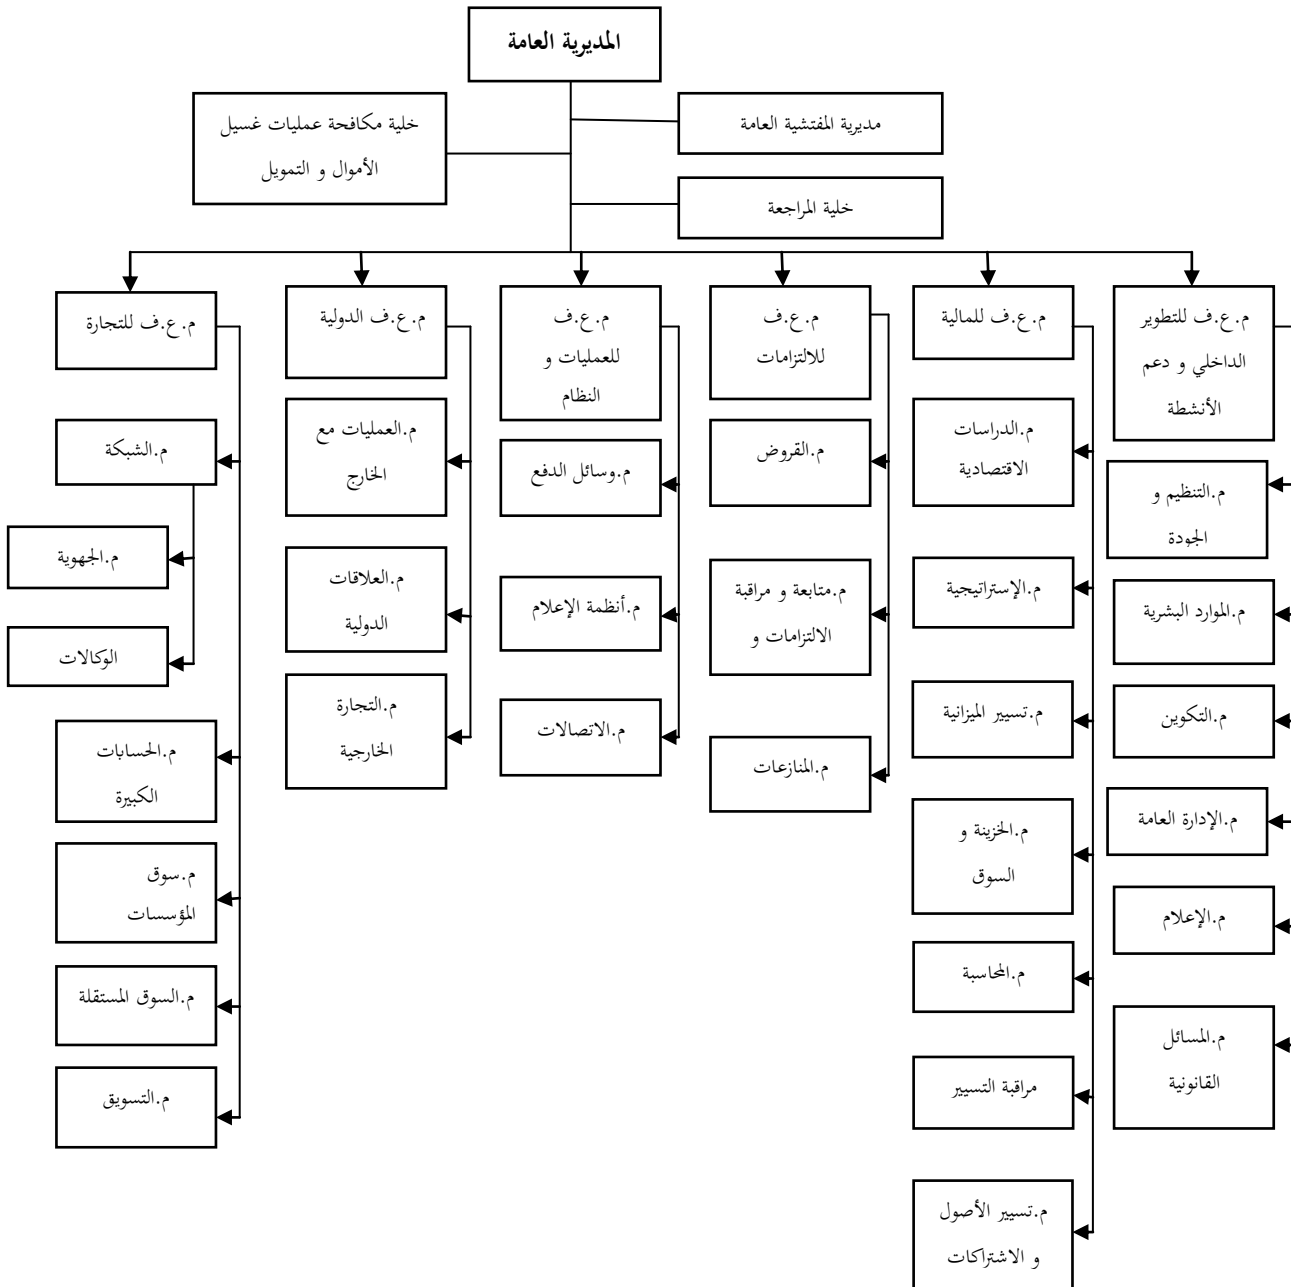 المديرية العامة
مديرية المفتشية العامة
خلية مكافحة عمليات غسيل
الأموال و التمويل
خلية المراجعة
م.ع.ف للتطوير
الداخلي و دعم
الأنشطة
م.التنظيم و
الجودة
م.الموارد البشرية
م.التكوين
م.الإدارة العامة
م.الإعلام
م.المسائل
القانونية
م.ع.ف للمالية
م.الدراسات
الاقتصادية
م.الإستراتيجية
م.تسيير الميزانية
م.الخزينة و
السوق
م.المحاسبة
مراقبة التسيير
م.تسيير الأصول
و الاشتراكات
م.ع.ف
للالتزامات
م.القروض
م.متابعة و مراقبة
الالتزامات و
م.المنازعات
م.ع.ف
للعمليات و
النظام
م.وسائل الدفع
م.أنظمة الإعلام
م.الاتصالات
م.ع.ف الدولية
م.العمليات مع
الخارج
م.العلاقات
الدولية
م.التجارة
الخارجية
م.ع.ف للتجارة
م.الشبكة
م.الجهوية
الوكالات
م.الحسابات
الكبيرة
م.سوق
المؤسسات
م.السوق المستقلة
م.التسويق